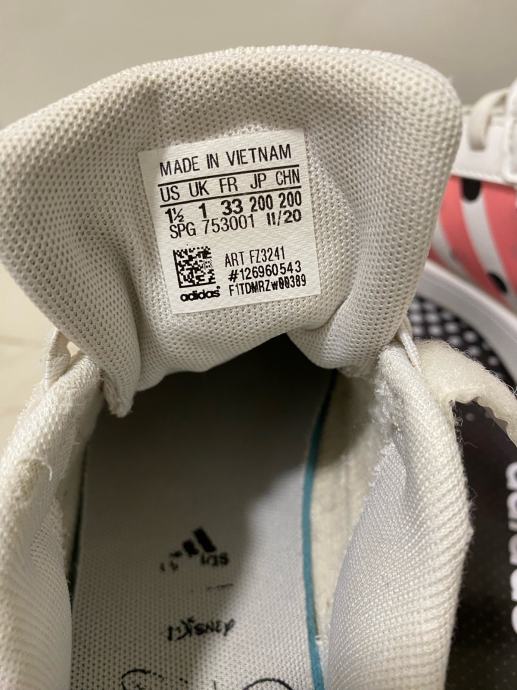 MADE IN VIETNAM
US UK FR JP CHN
1½ 1 33 200 200
SPG 753001 11/20
ART FZ3241
#126960543
F1TDMRZw00389
adidas